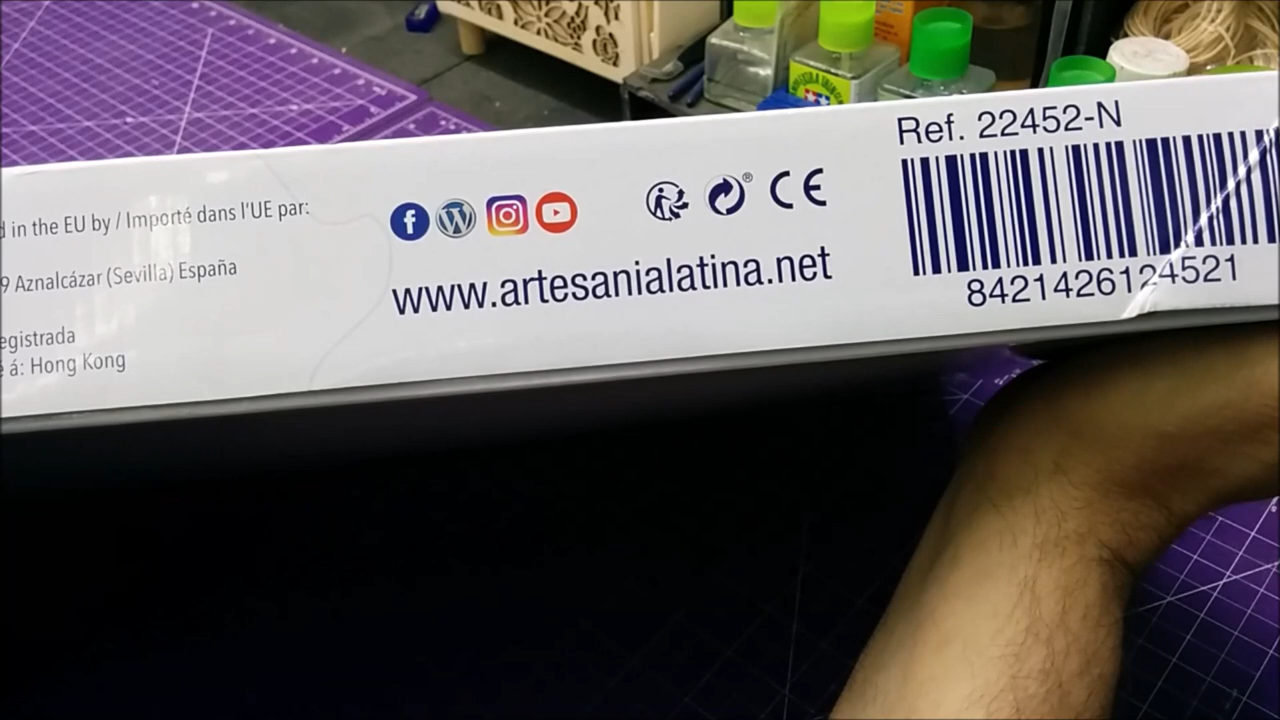 d in the EU by / Importé dans l'UE par:
9 Aznalcázar (Sevilla) España
egistrada
é á: Hong Kong
www.artesanialatina.net
CE
Ref. 22452-N
8421426124521